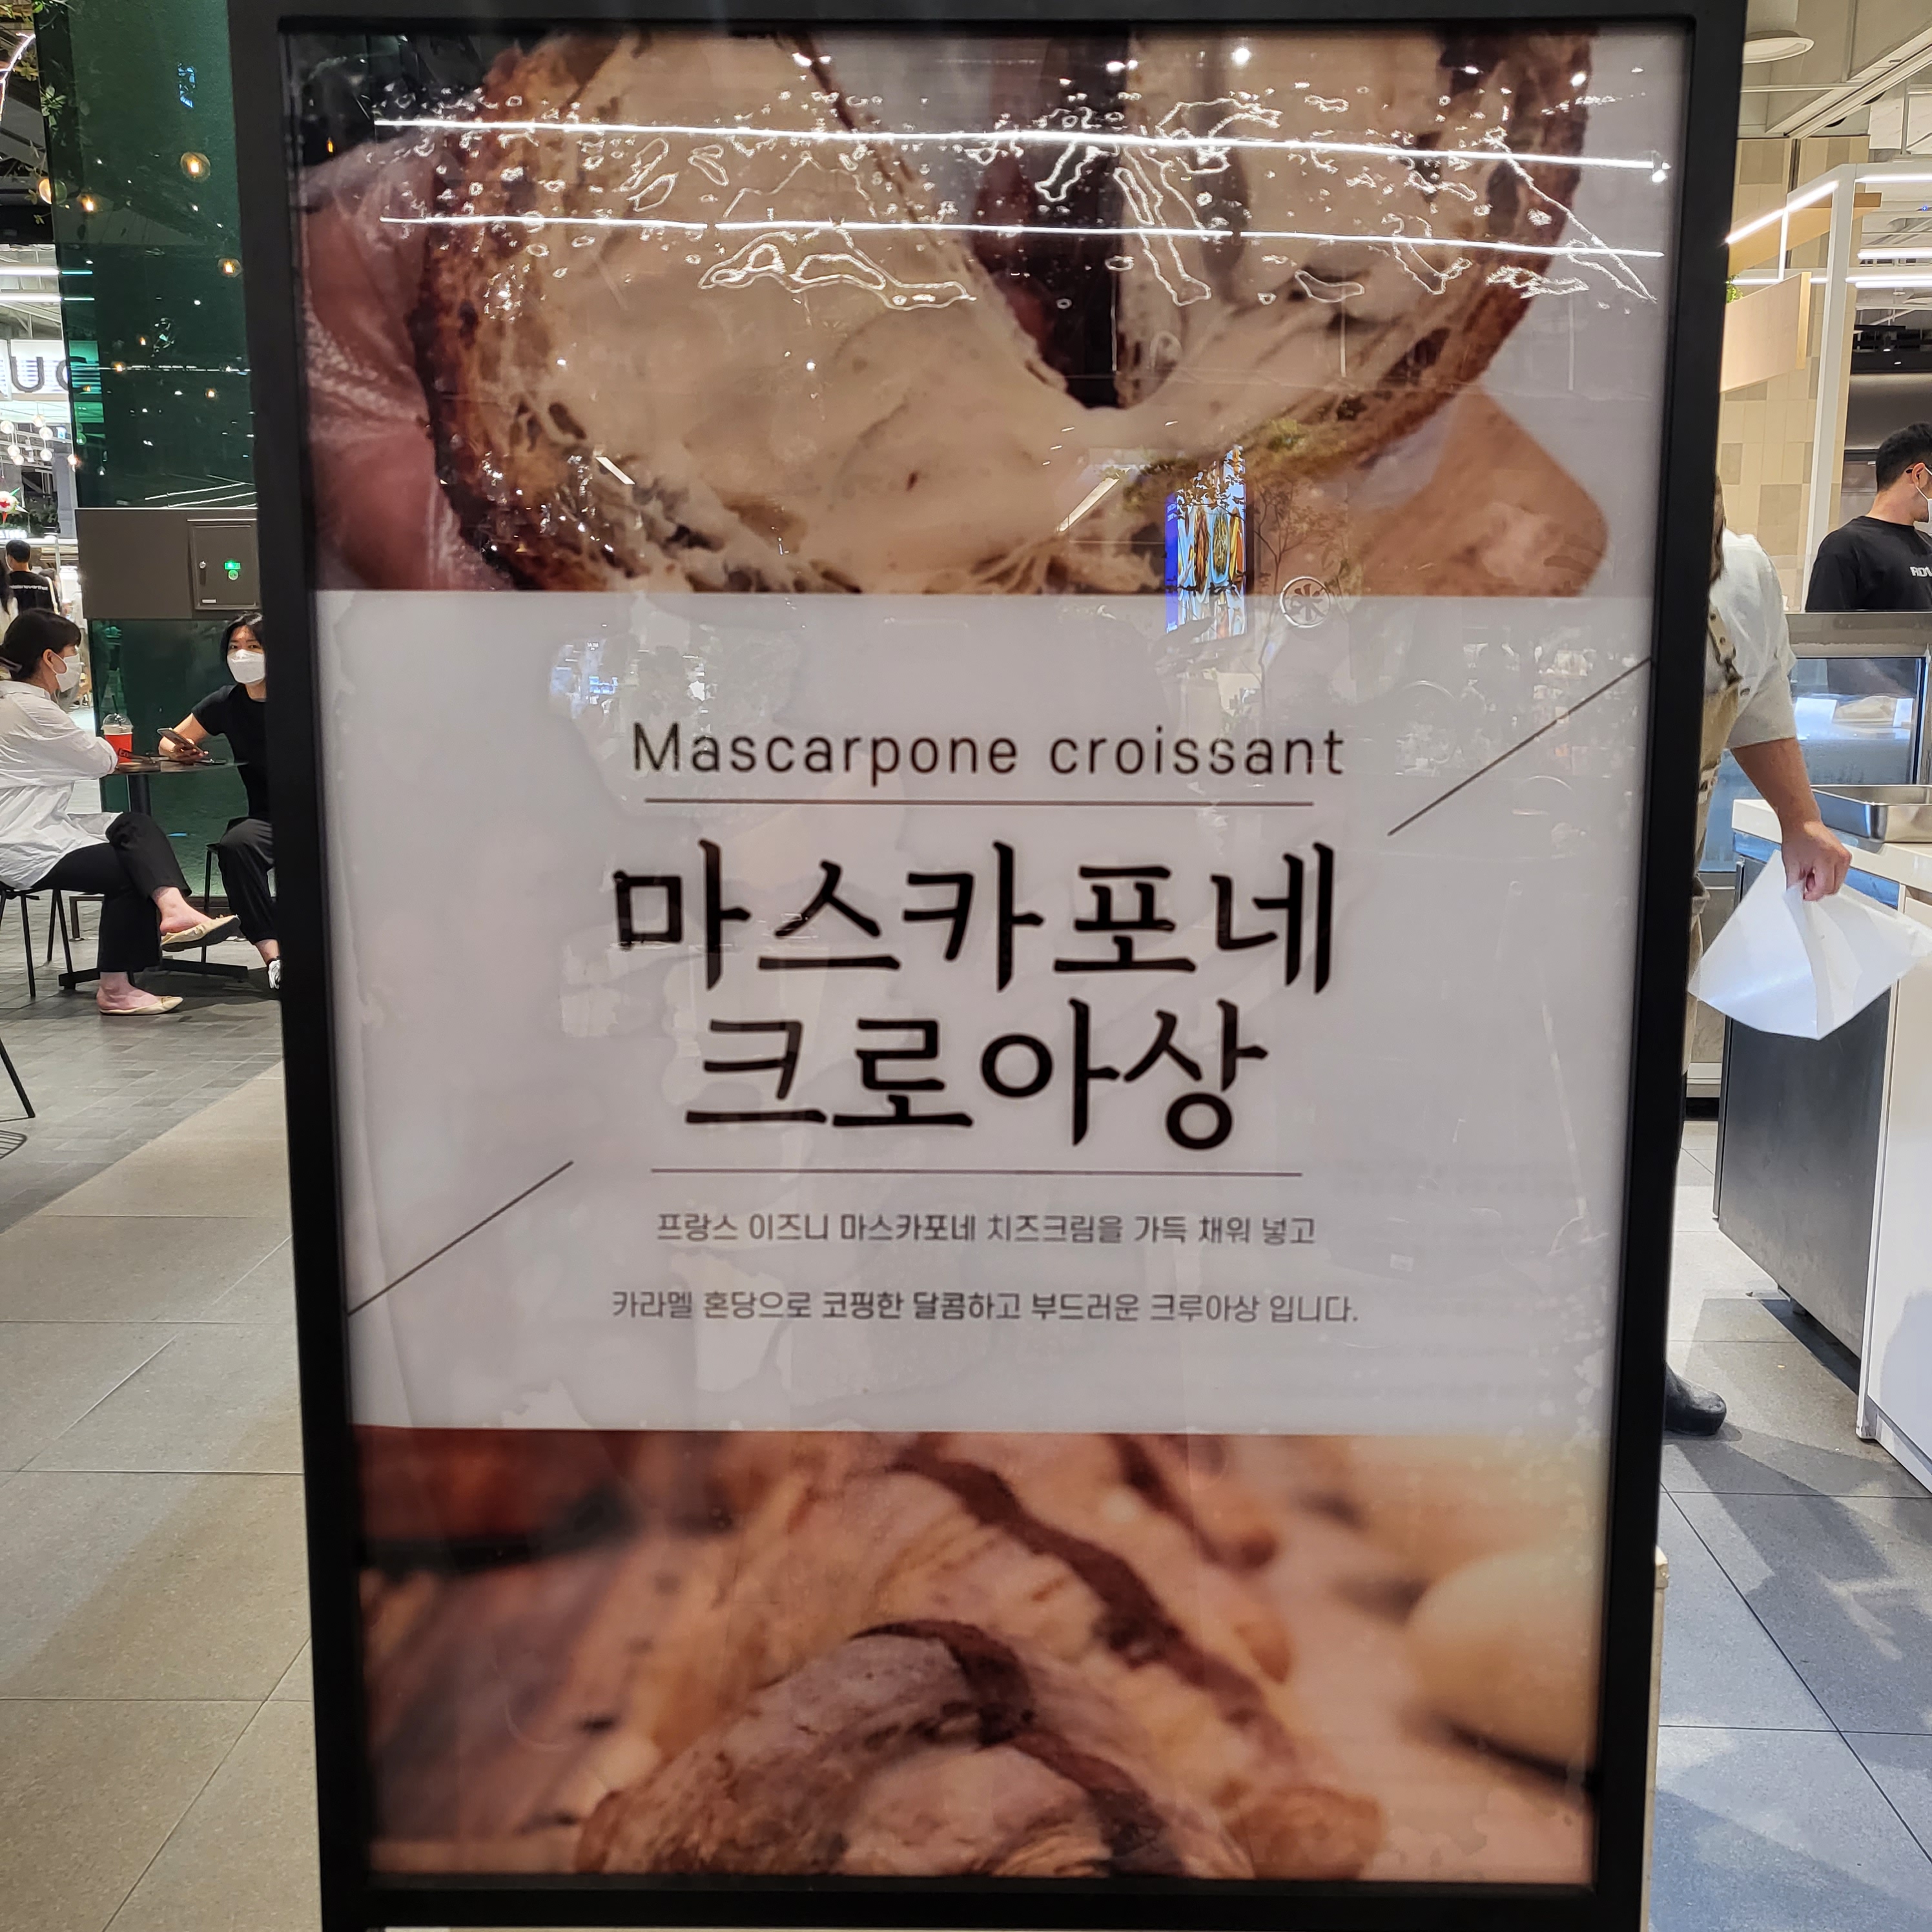 Mascarpone croissant
마스카포네
크로아상
프랑스 이즈니 마스카포네 치즈크림을 가득 채워 넣고
카라멜 혼당으로 코핑한 달콤하고 부드러운 크루아상 입니다.